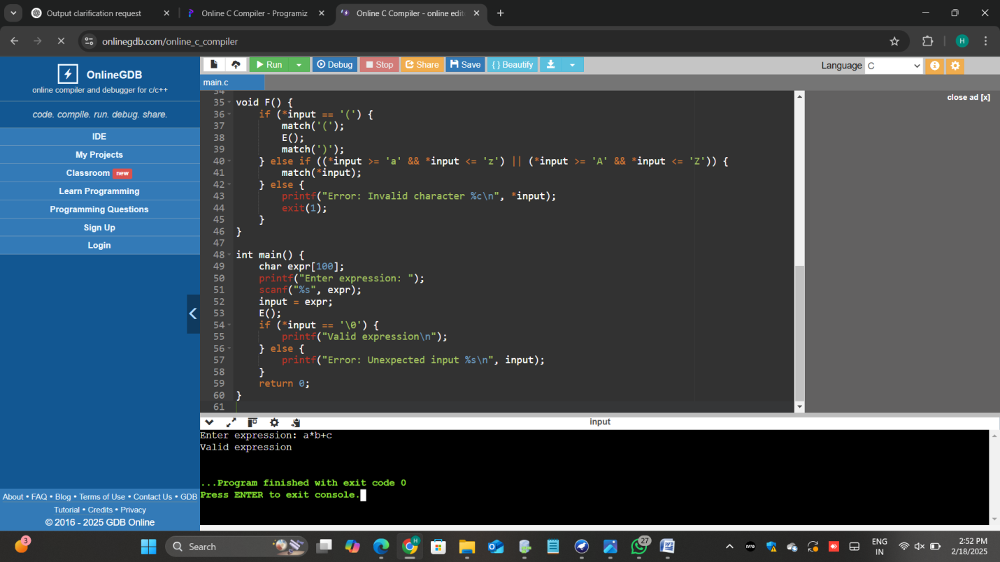 Output clarification request
Online C Compiler - Programiz
Online C Compiler - online edit
onlinegdb.com/online_c_compiler
H
OnlineGDB
online compiler and debugger for c/c++
code. compile. run. debug. share.
IDE
My Projects
Classroom new
Learn Programming
Programming Questions
Sign Up
Login
About • FAQ • Blog • Terms of Use • Contact Us • GDB
Tutorial • Credits • Privacy
© 2016 - 2025 GDB Online
Run Debug Stop Share Save { } Beautify
Language C
main.c
close ad [x]
34
35 void F() {
36 if (*input == '(') {
37 match('(');
38 E();
39 match(')');
40 } else if ((*input >= 'a' && *input <= 'z') || (*input >= 'A' && *input <= 'Z')) {
41 match(*input);
42 } else {
43 printf("Error: Invalid character %c\n", *input);
44 exit(1);
45 }
46 }
47
48 int main() {
49 char expr[100];
50 printf("Enter expression: ");
51 scanf("%s", expr);
52 input = expr;
53 E();
54 if (*input == '\0') {
55 printf("Valid expression\n");
56 } else {
57 printf("Error: Unexpected input %s\n", input);
58 }
59 return 0;
60 }
61
input
Enter expression: a*b+c
Valid expression
...Program finished with exit code 0
Press ENTER to exit console.
3
Search
H
27
ENG
IN
2:52 PM
2/18/2025